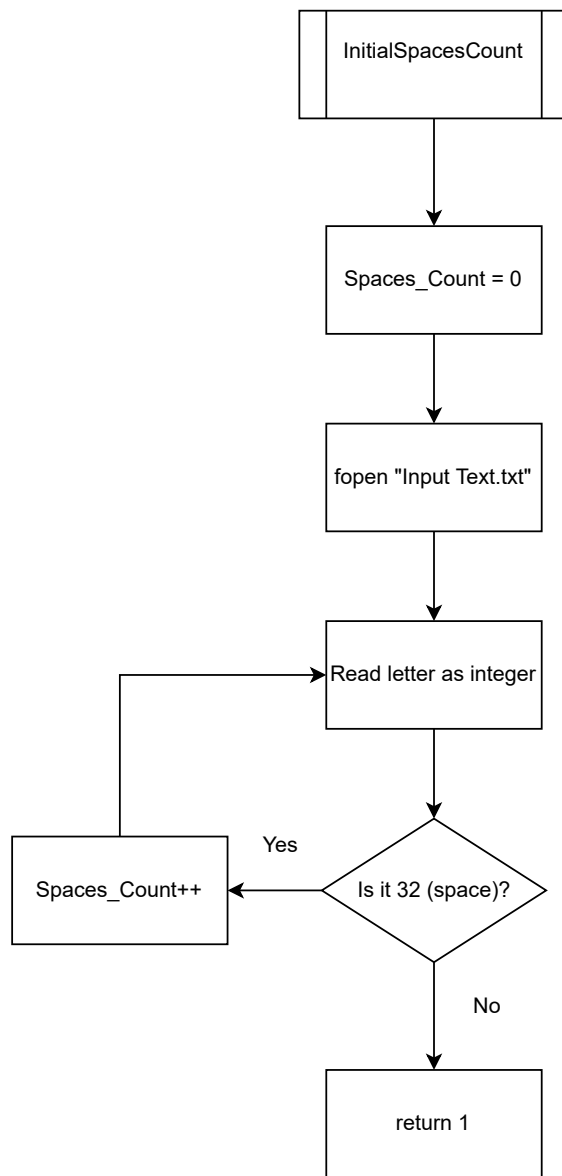 InitialSpacesCount
Spaces_Count = 0
fopen "Input Text.txt"
Read letter as integer
Yes
Spaces_Count++
Is it 32 (space)?
No
return 1